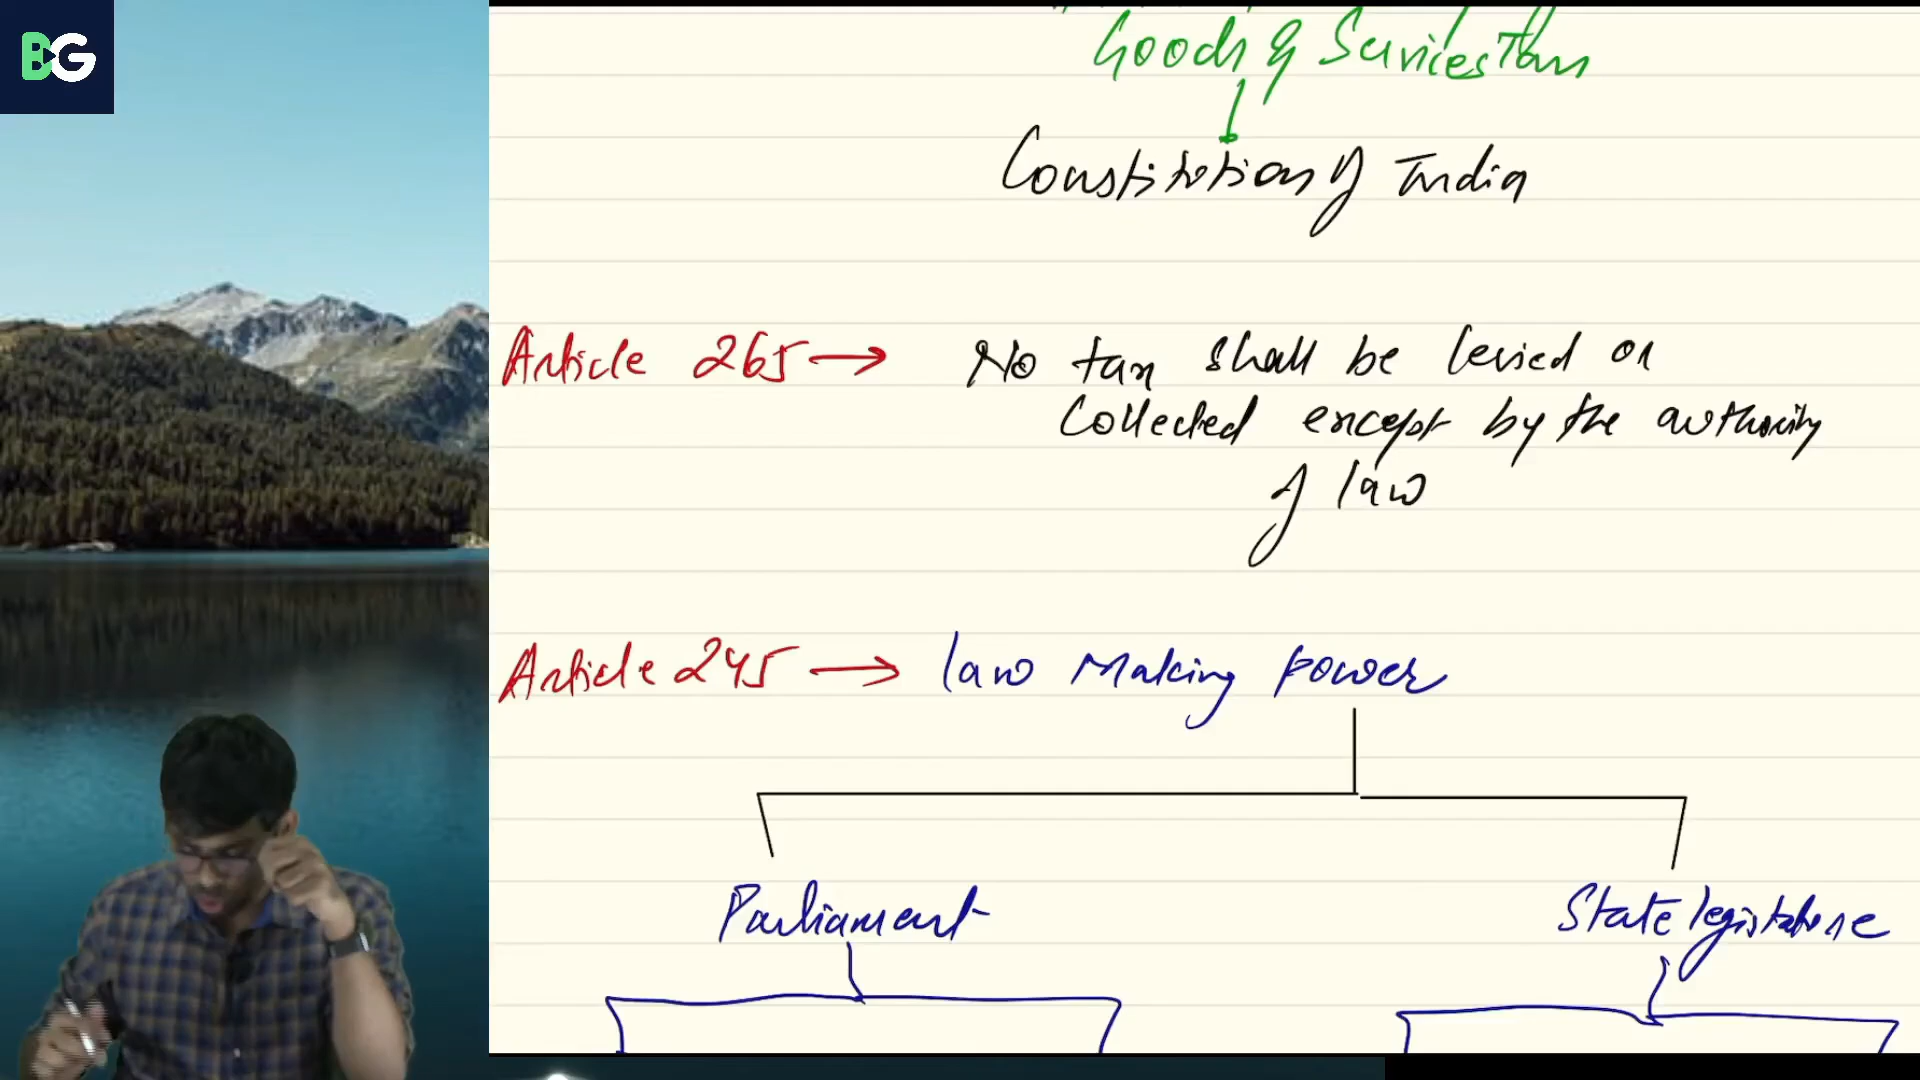 BG
Goods & Services Tax
Constitution of India
Article 265 → No tax shall be levied or
collected except by the authority
of law
Article 245 → law Making power
Parliament
State legislature